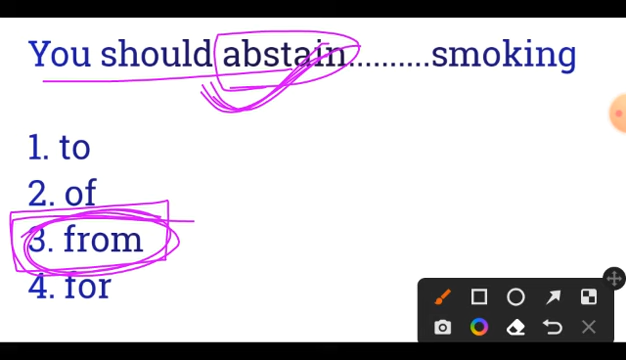 You should abstain..........smoking
1. to
2. of
3. from
4. for